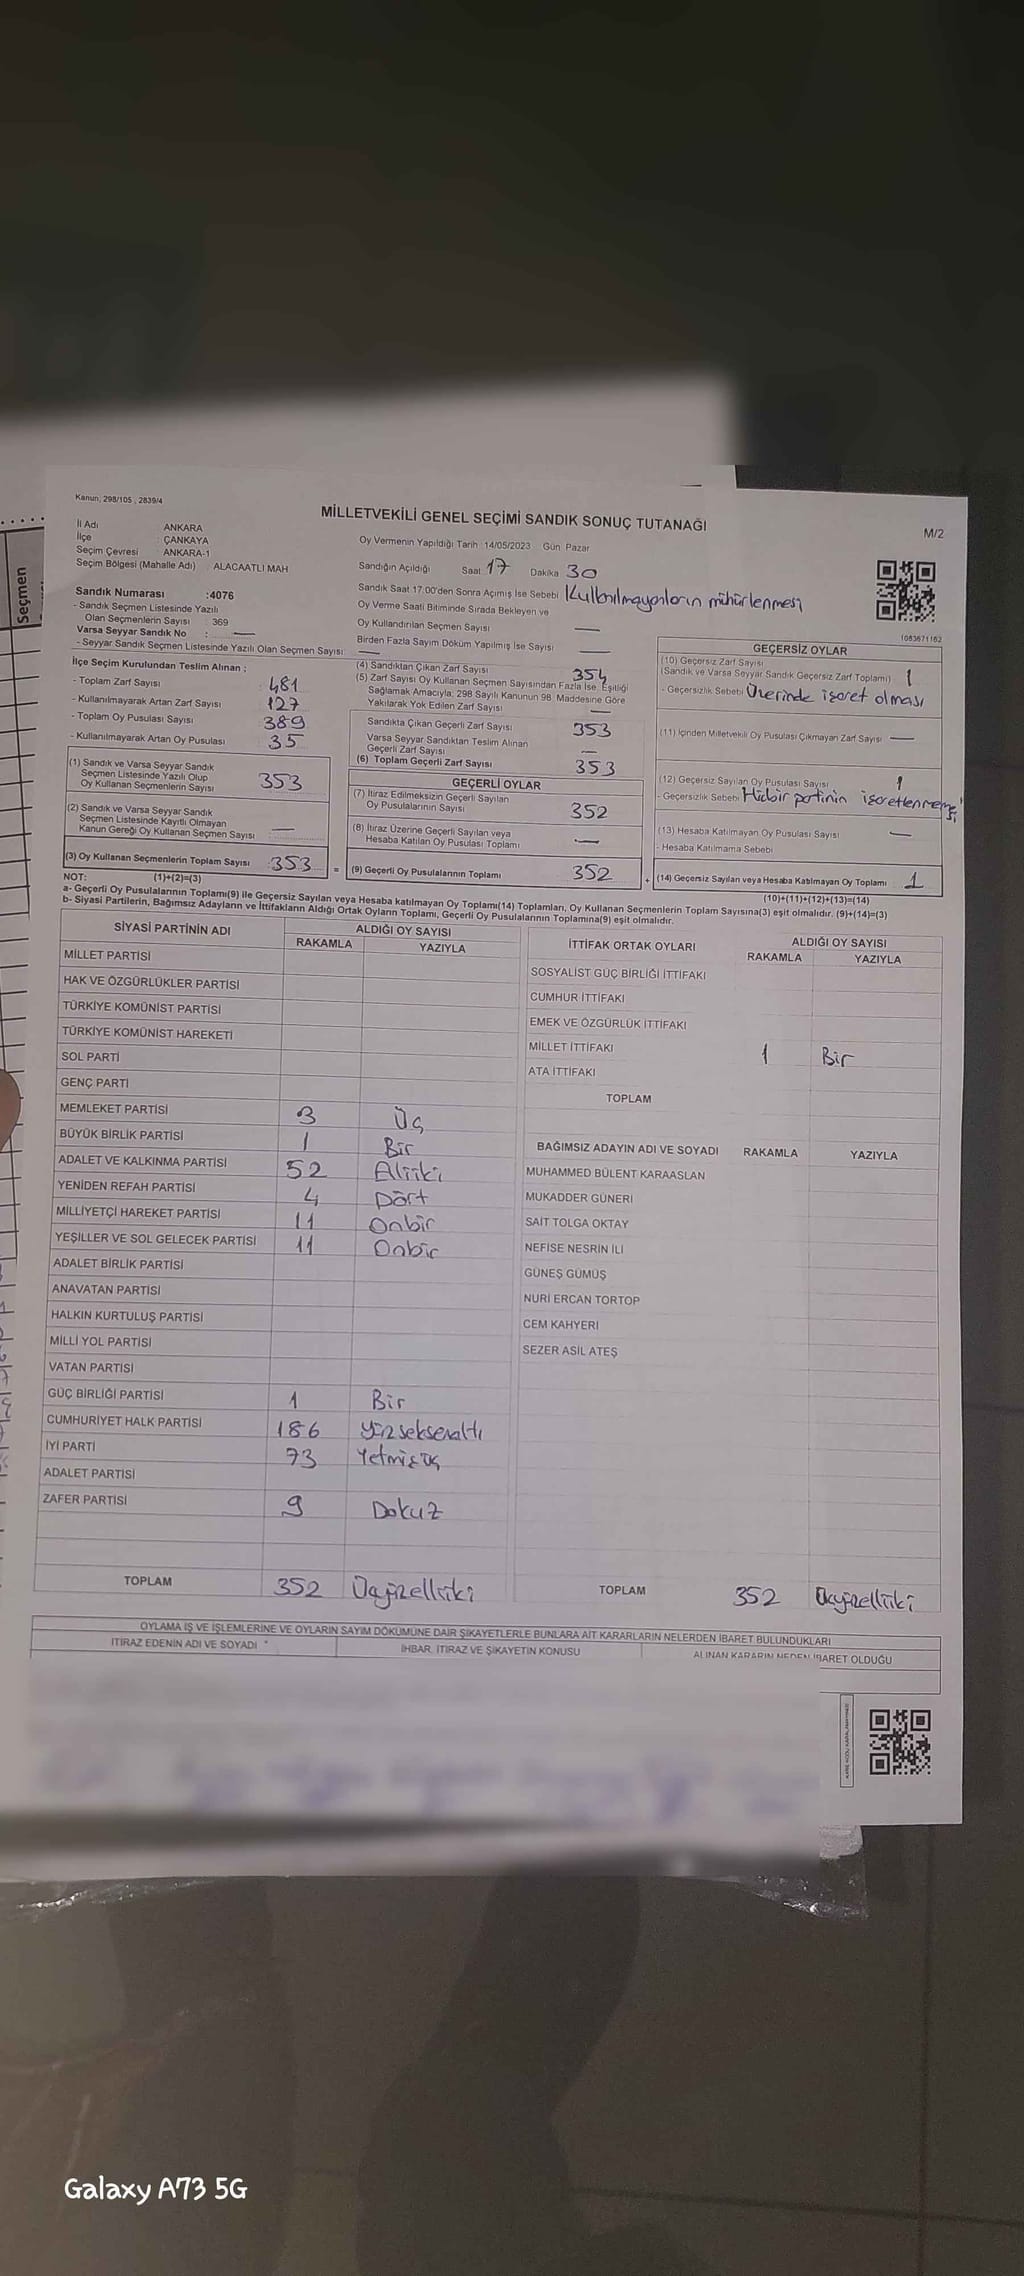 Kanun, 298/105 , 2839/4
MİLLETVEKİLİ GENEL SEÇİMİ SANDIK SONUÇ TUTANAĞI
M/2
İl Adı ANKARA
İlçe : ÇANKAYA
Seçim Çevresi : ANKARA-1
Seçim Bölgesi (Mahalle Adı) : ALACAATLI MAH
Oy Vermenin Yapıldığı Tarih 14/05/2023 Gün Pazar
Sandığın Açıldığı Saat 17 Dakika 30
Sandık Saat 17:00'den Sonra Açımış İse Sebebi Kullanılmayanların mühürlenmesi
Oy Verme Saati Bitiminde Sırada Bekleyen ve
Oy Kullandırılan Seçmen Sayısı —
Birden Fazla Sayım Döküm Yapılmış İse Sayısı —
Seçmen
Sandık Numarası :4076
- Sandık Seçmen Listesinde Yazılı
Olan Seçmenlerin Sayısı : 369
Varsa Seyyar Sandık No : —
- Seyyar Sandık Seçmen Listesinde Yazılı Olan Seçmen Sayısı: —
İlçe Seçim Kurulundan Teslim Alınan :
- Toplam Zarf Sayısı : 481
- Kullanılmayarak Artan Zarf Sayısı : 127
- Toplam Oy Pusulası Sayısı : 389
- Kullanılmayarak Artan Oy Pusulası : 35
(1) Sandık ve Varsa Seyyar Sandık
Seçmen Listesinde Yazılı Olup
Oy Kullanan Seçmenlerin Sayısı : 353
(2) Sandık ve Varsa Seyyar Sandık
Seçmen Listesinde Kayıtlı Olmayan
Kanun Gereği Oy Kullanan Seçmen Sayısı : —
(3) Oy Kullanan Seçmenlerin Toplam Sayısı : 353 =
(4) Sandıktan Çıkan Zarf Sayısı 354
(5) Zarf Sayısı Oy Kullanan Seçmen Sayısından Fazla İse, Eşitliği
Sağlamak Amacıyla, 298 Sayılı Kanunun 98. Maddesine Göre
Yakılarak Yok Edilen Zarf Sayısı —
Sandıkta Çıkan Geçerli Zarf Sayısı 353
Varsa Seyyar Sandıktan Teslim Alınan
Geçerli Zarf Sayısı —
(6) Toplam Geçerli Zarf Sayısı 353
GEÇERLİ OYLAR
(7) İtiraz Edilmeksizin Geçerli Sayılan
Oy Pusulalarının Sayısı 352
(8) İtiraz Üzerine Geçerli Sayılan veya
Hesaba Katılan Oy Pusulası Toplamı —
(9) Geçerli Oy Pusulalarının Toplamı 352 +
1083671162
GEÇERSİZ OYLAR
(10) Geçersiz Zarf Sayısı
(Sandık ve Varsa Seyyar Sandık Geçersiz Zarf Toplamı) 1
- Geçersizlik Sebebi Üzerinde işaret olması
(11) İçinden Milletvekili Oy Pusulası Çıkmayan Zarf Sayısı —
(12) Geçersiz Sayılan Oy Pusulası Sayısı 1
- Geçersizlik Sebebi Hiçbir partinin işaretlenmemesi
(13) Hesaba Katılmayan Oy Pusulası Sayısı —
- Hesaba Katılmama Sebebi
(14) Geçersiz Sayılan veya Hesaba Katılmayan Oy Toplamı 1
NOT: (1)+(2)=(3)
(10)+(11)+(12)+(13)=(14)
a- Geçerli Oy Pusulalarının Toplamı(9) ile Geçersiz Sayılan veya Hesaba katılmayan Oy Toplamı(14) Toplamları, Oy Kullanan Seçmenlerin Toplam Sayısına(3) eşit olmalıdır. (9)+(14)=(3)
b- Siyasi Partilerin, Bağımsız Adayların ve İttifakların Aldığı Ortak Oyların Toplamı, Geçerli Oy Pusulalarının Toplamına(9) eşit olmalıdır.
SİYASİ PARTİNİN ADI ALDIĞI OY SAYISI
RAKAMLA YAZIYLA
MİLLET PARTİSİ
HAK VE ÖZGÜRLÜKLER PARTİSİ
TÜRKİYE KOMÜNİST PARTİSİ
TÜRKİYE KOMÜNİST HAREKETİ
SOL PARTİ
GENÇ PARTİ
MEMLEKET PARTİSİ 3 Üç
BÜYÜK BİRLİK PARTİSİ 1 Bir
ADALET VE KALKINMA PARTİSİ 52 Elliiki
YENİDEN REFAH PARTİSİ 4 Dört
MİLLİYETÇİ HAREKET PARTİSİ 11 Onbir
YEŞİLLER VE SOL GELECEK PARTİSİ 11 Onbir
ADALET BİRLİK PARTİSİ
ANAVATAN PARTİSİ
HALKIN KURTULUŞ PARTİSİ
MİLLİ YOL PARTİSİ
VATAN PARTİSİ
GÜÇ BİRLİĞİ PARTİSİ 1 Bir
CUMHURİYET HALK PARTİSİ 186 Yüzseksenaltı
İYİ PARTİ 73 Yetmişüç
ADALET PARTİSİ
ZAFER PARTİSİ 9 Dokuz
TOPLAM 352 Üçyüzelliiki
İTTİFAK ORTAK OYLARI ALDIĞI OY SAYISI
RAKAMLA YAZIYLA
SOSYALİST GÜÇ BİRLİĞİ İTTİFAKI
CUMHUR İTTİFAKI
EMEK VE ÖZGÜRLÜK İTTİFAKI
MİLLET İTTİFAKI 1 Bir
ATA İTTİFAKI
TOPLAM
BAĞIMSIZ ADAYIN ADI VE SOYADI RAKAMLA YAZIYLA
MUHAMMED BÜLENT KARAASLAN
MUKADDER GÜNERİ
SAİT TOLGA OKTAY
NEFİSE NESRİN İLİ
GÜNEŞ GÜMÜŞ
NURİ ERCAN TORTOP
CEM KAHYERİ
SEZER ASİL ATEŞ
TOPLAM 352 Üçyüzelliiki
OYLAMA İŞ VE İŞLEMLERİNE VE OYLARIN SAYIM DÖKÜMÜNE DAİR ŞİKAYETLERLE BUNLARA AİT KARARLARIN NELERDEN İBARET BULUNDUKLARI
İTİRAZ EDENİN ADI VE SOYADI * İHBAR, İTİRAZ VE ŞİKAYETİN KONUSU ALINAN KARARIN NEDEN İBARET OLDUĞU
Galaxy A73 5G